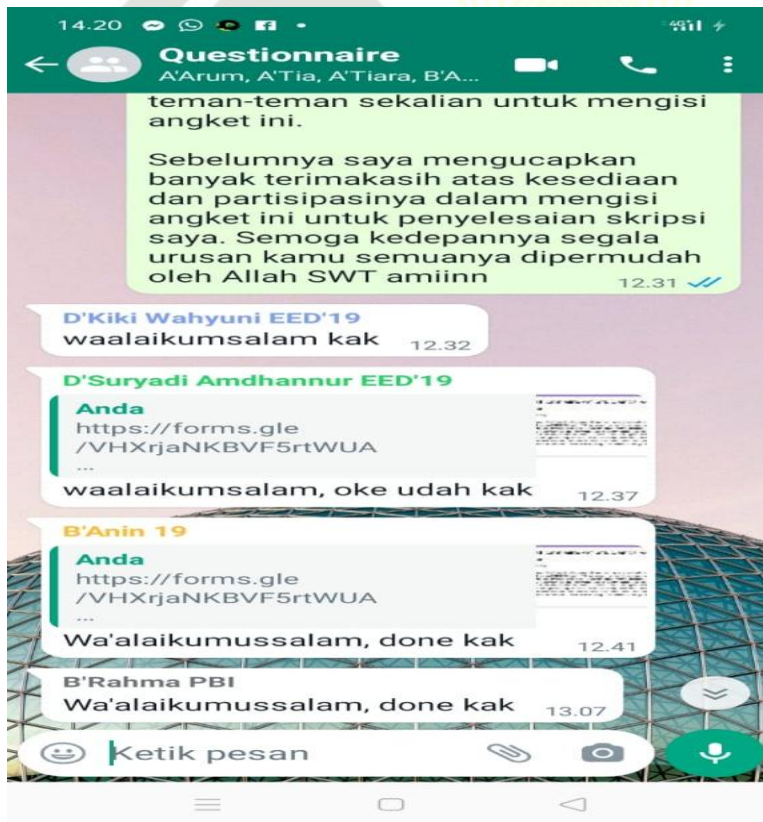 14.20
Questionnaire
A'Arum, A'Tia, A'Tiara, B'A...
teman-teman sekalian untuk mengisi
angket ini.
Sebelumnya saya mengucapkan
banyak terimakasih atas kesediaan
dan partisipasinya dalam mengisi
angket ini untuk penyelesaian skripsi
saya. Semoga kedepannya segala
urusan kamu semuanya dipermudah
oleh Allah SWT amiinn
12.31
D'Kiki Wahyuni EED'19
waalaikumsalam kak 12.32
D'Suryadi Amdhannur EED'19
Anda
https://forms.gle
/VHXrjaNKBVF5rtWUA
...
waalaikumsalam, oke udah kak 12.37
B'Anin 19
Anda
https://forms.gle
/VHXrjaNKBVF5rtWUA
...
Wa'alaikumussalam, done kak 12.41
B'Rahma PBI
Wa'alaikumussalam, done kak 13.07
Ketik pesan